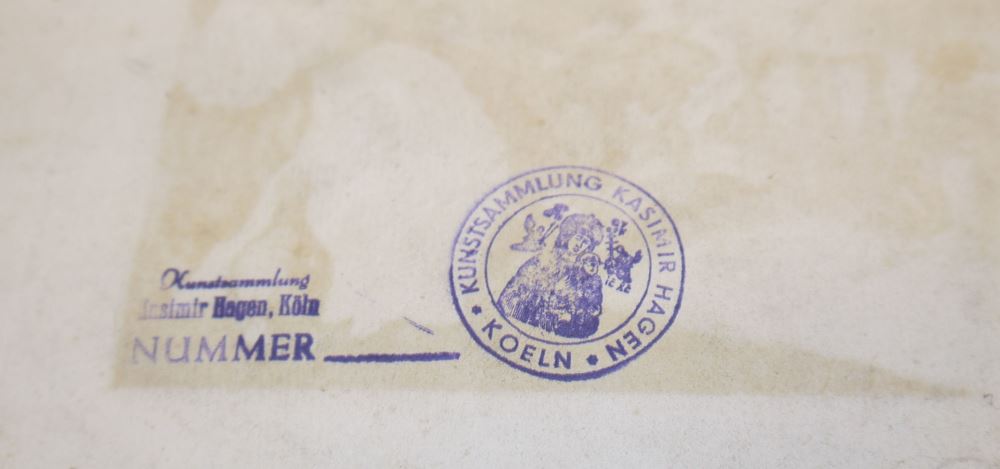 Kunstsammlung
Kasimir Hagen, Köln
NUMMER
KUNSTSAMMLUNG KASIMIR HAGEN
* KOELN *